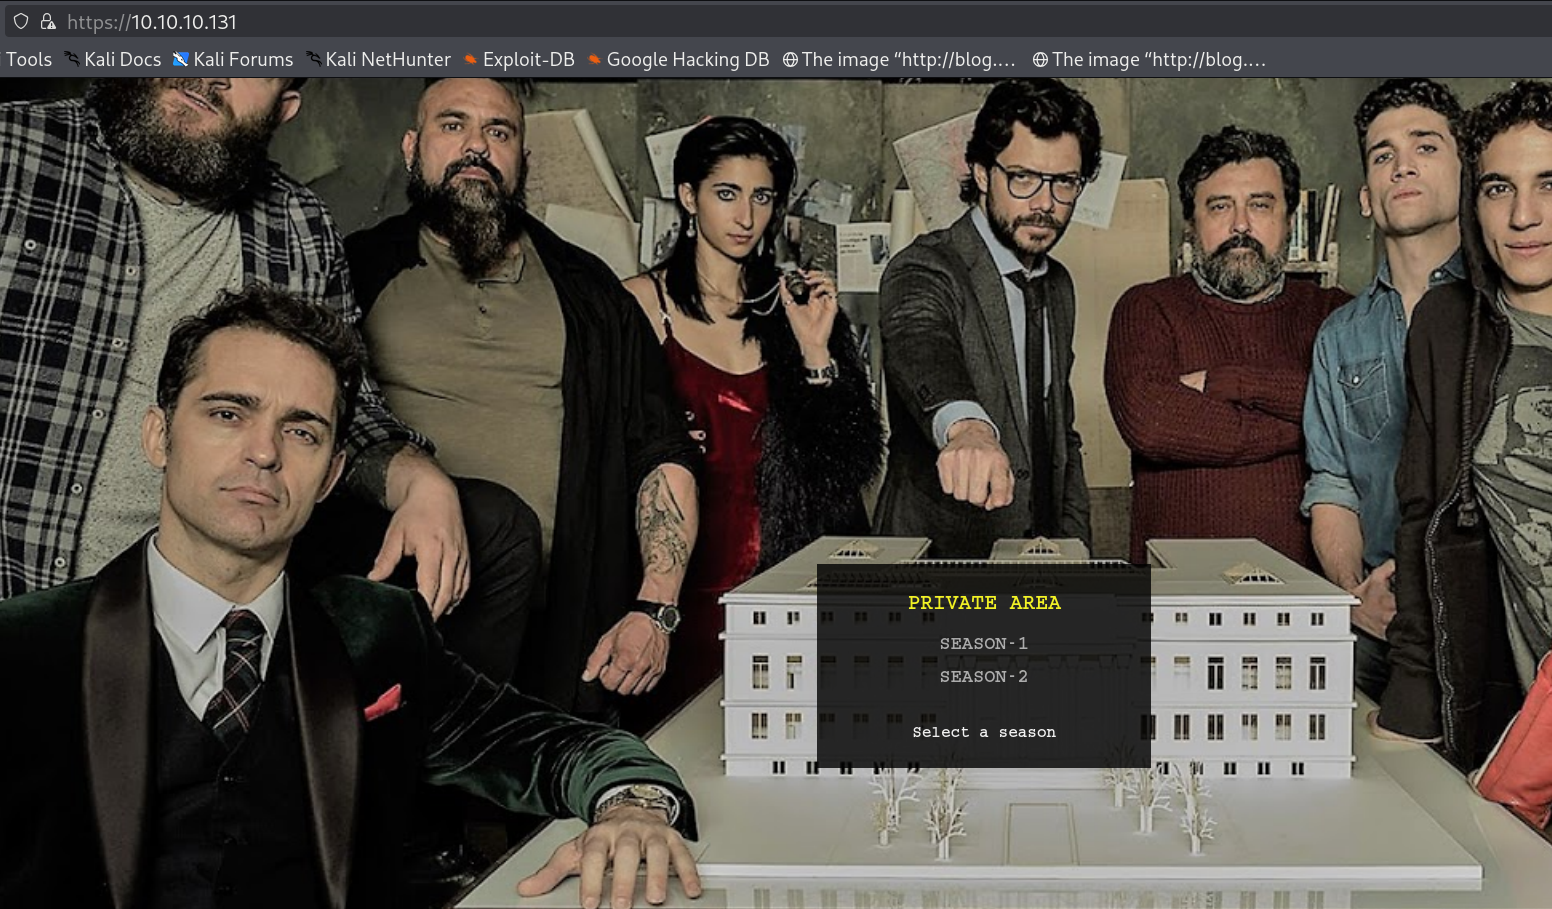 https://10.10.10.131
Tools Kali Docs Kali Forums Kali NetHunter Exploit-DB Google Hacking DB The image “http://blog.… The image “http://blog.…
PRIVATE AREA
SEASON-1
SEASON-2
Select a season